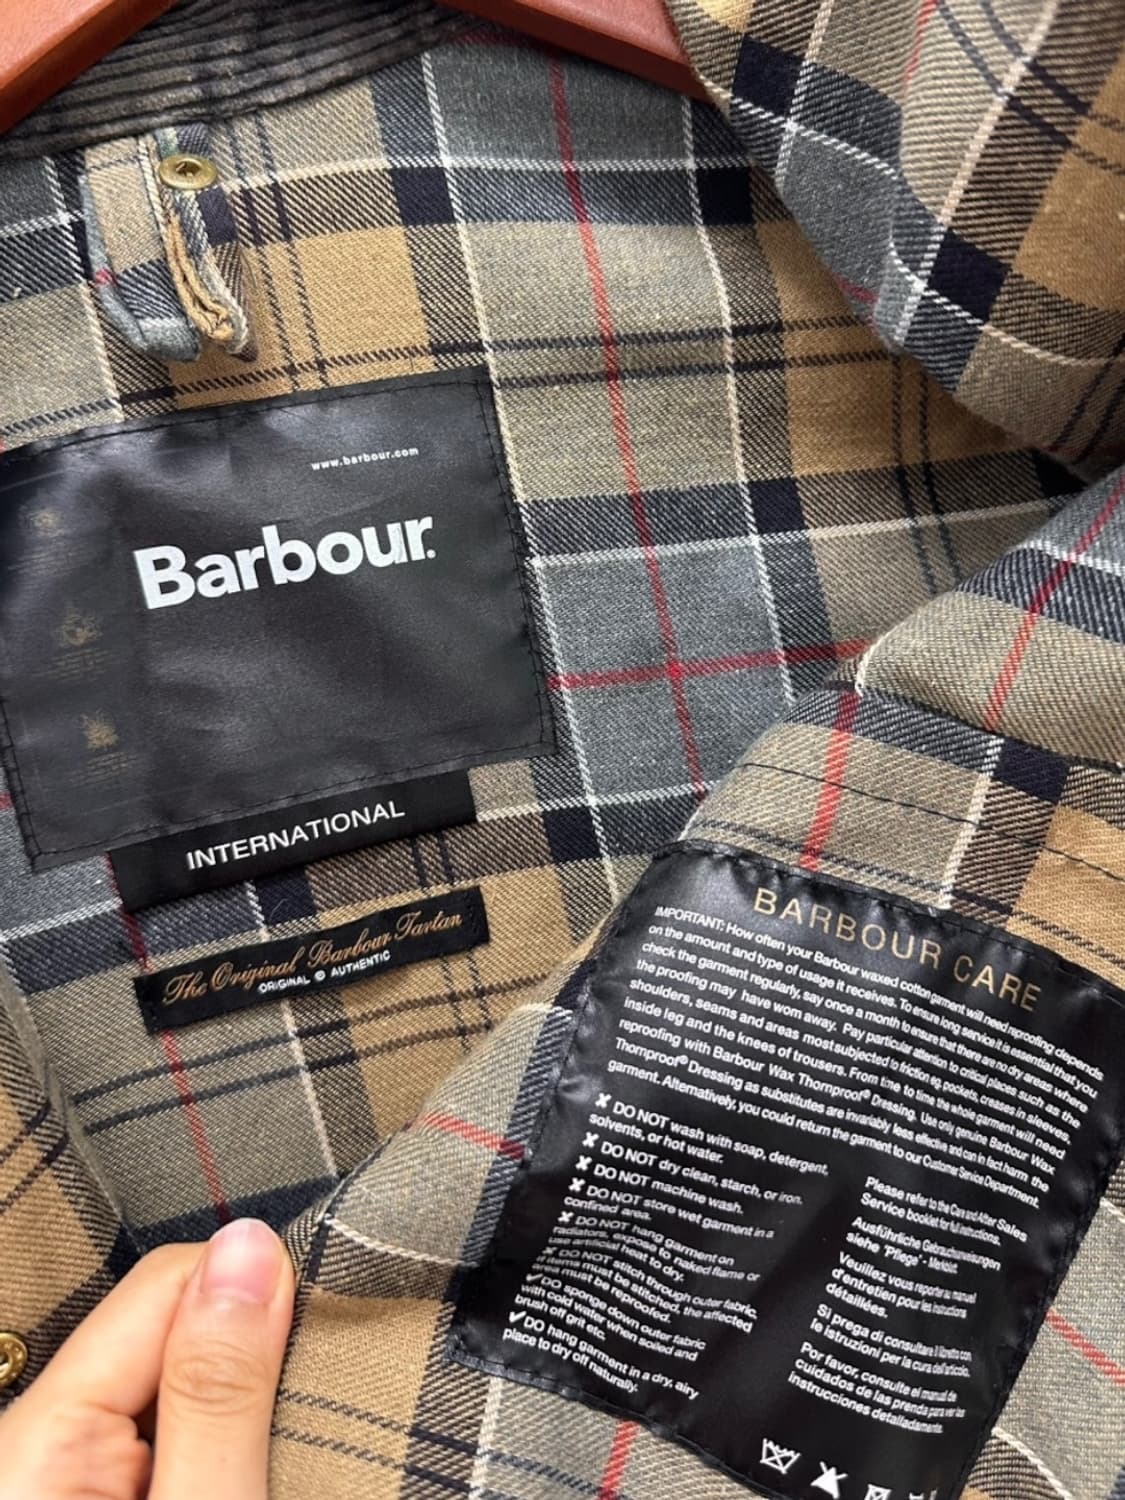 www.barbour.com
Barbour.
INTERNATIONAL
The Original Barbour Tartan
ORIGINAL © AUTHENTIC
BARBOUR CARE
IMPORTANT: How often your Barbour waxed cotton garment will need reproofing depends
on the amount and type of usage it receives. To ensure long service it is essential that you
check the garment regularly, say once a month to ensure that there are no dry areas where
the proofing may have worn away. Pay particular attention to critical places such as the
shoulders, seams and areas most subjected to friction eg. pockets, creases in sleeves,
inside leg and the knees of trousers. From time to time the whole garment will need
reproofing with Barbour Wax Thornproof® Dressing. Use only genuine Barbour Wax
Thornproof® Dressing as substitutes are invariably less effective and can in fact harm the
garment. Alternatively, you could return the garment to our Customer Service Department.
✘ DO NOT wash with soap, detergent,
solvents, or hot water.
✘ DO NOT dry clean, starch, or iron.
✘ DO NOT machine wash.
✘ DO NOT store wet garment in a
confined area.
✘ DO NOT hang garment on
radiators, expose to naked flame or
use artificial heat to dry.
✘ DO NOT stitch through outer fabric,
items must be stitched, the affected
area must be reproofed.
✔ DO sponge down outer fabric
with cold water when soiled and
brush off grit etc.
✔ DO hang garment in a dry, airy
place to dry off naturally.
Please refer to the Care and After Sales
Service booklet for full instructions.
Ausführliche Gebrauchsanweisungen
siehe "Pflege" - Merkblatt.
Veuillez vous reporter au manuel
d'entretien pour les instructions
détaillées.
Si prega di consultare il libretto con
le istruzioni per la cura dell'articolo.
Por favor, consulte el manual de
cuidados de las prenda para ver las
instrucciones detalladamente.